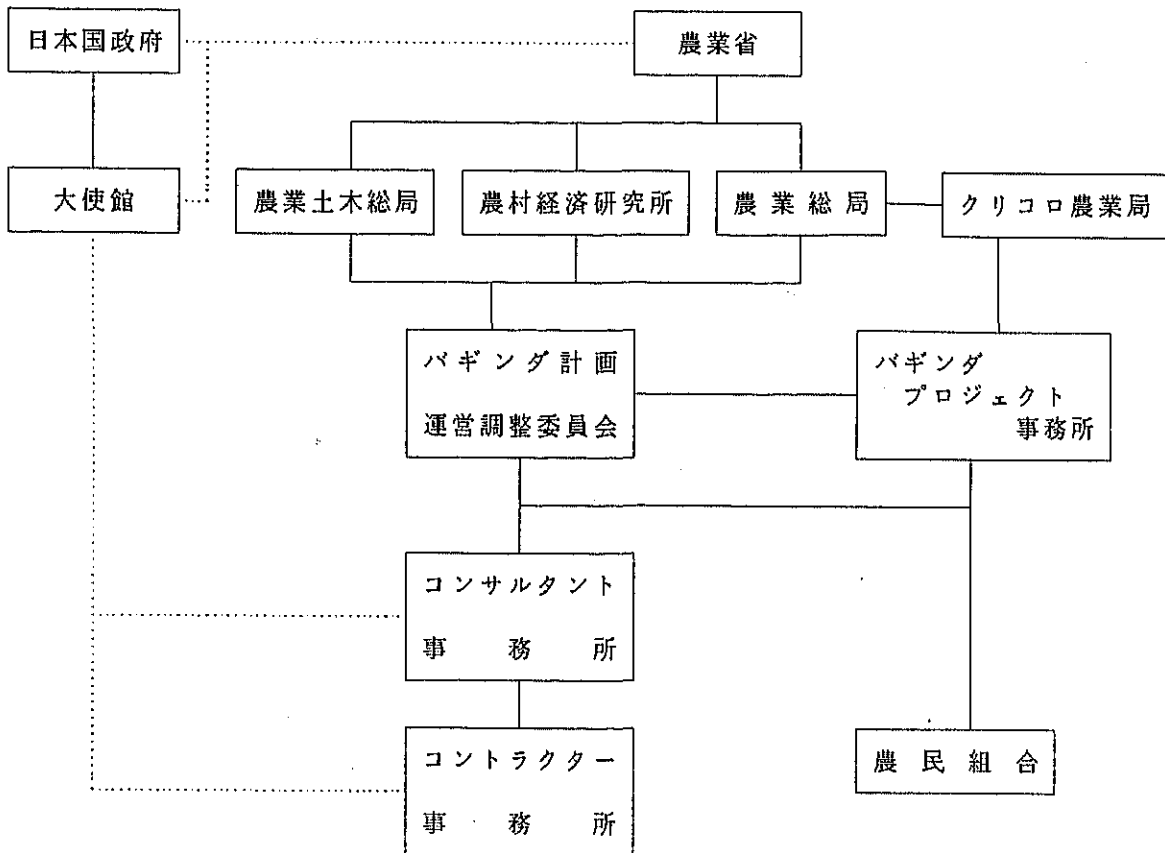 日本国政府
農業省
大使館
農業土木総局
農村経済研究所
農業総局
クリコロ農業局
バギンダ計画
運営調整委員会
バギンダ
プロジェクト
事務所
コンサルタント
事務所
コントラクター
事務所
農民組合